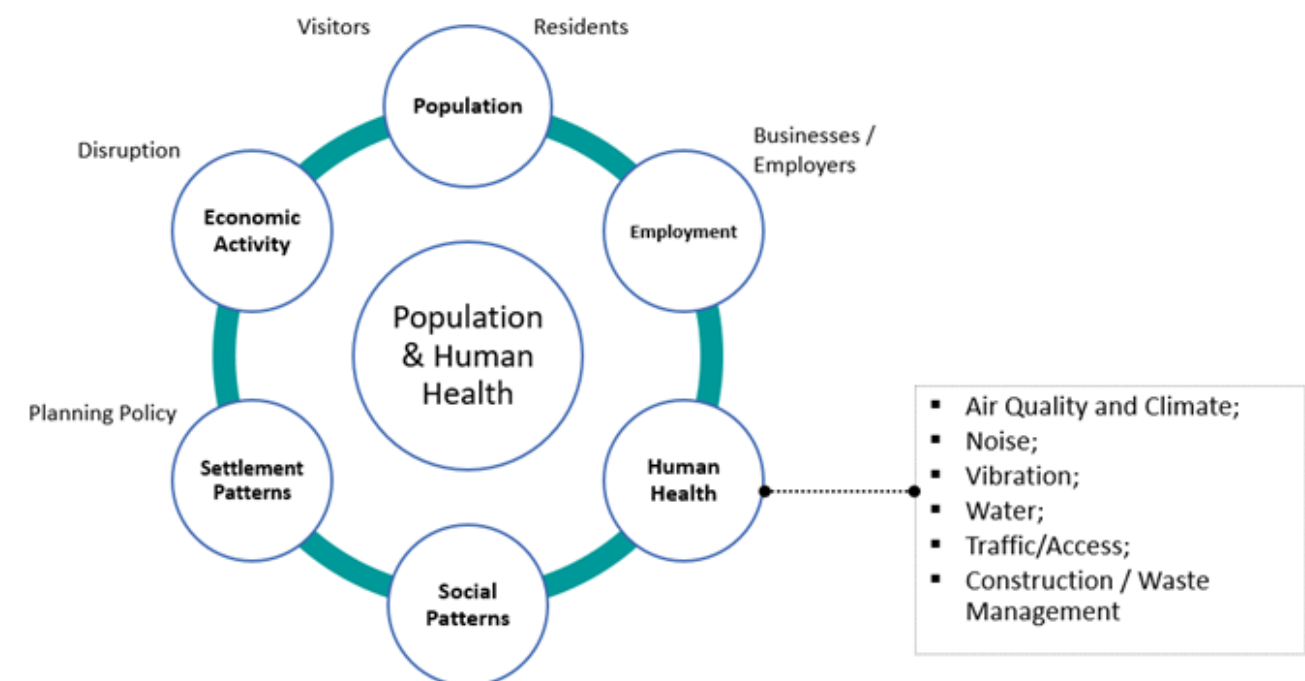 Visitors
Residents
Population
Businesses /
Employers
Disruption
Economic
Activity
Employment
Population
& Human
Health
Planning Policy
Settlement
Patterns
Human
Health
▪ Air Quality and Climate;
▪ Noise;
▪ Vibration;
▪ Water;
▪ Traffic/Access;
▪ Construction / Waste
Management
Social
Patterns